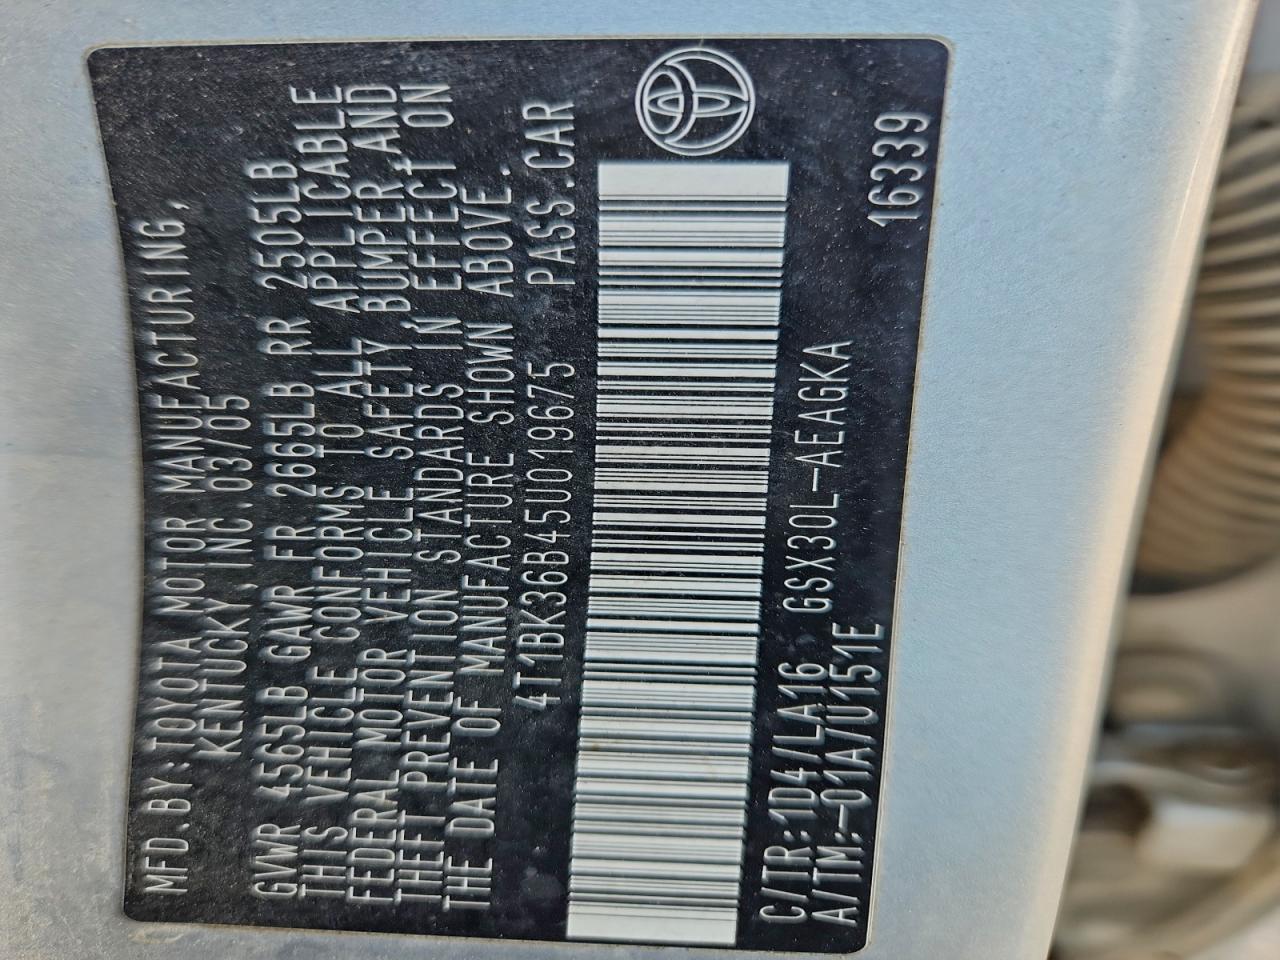 MFD.BY:TOYOTA MOTOR MANUFACTURING,
KENTUCKY, INC.03/05
GVWR 4565LB GAWR FR 2665LB RR 2505LB
THIS VEHICLE CONFORMS TO ALL APPLICABLE
FEDERAL MOTOR VEHICLE SAFETY, BUMPER,AND
THEFT PREVENTION STANDARDS IN EFFECT ON
THE DATE OF MANUFACTURE SHOWN ABOVE.
4T1BK36B45U019675 PASS.CAR
C/TR:1D4/LA16 GSX30L-AEAGKA
A/TM:-01A/U151E 16339